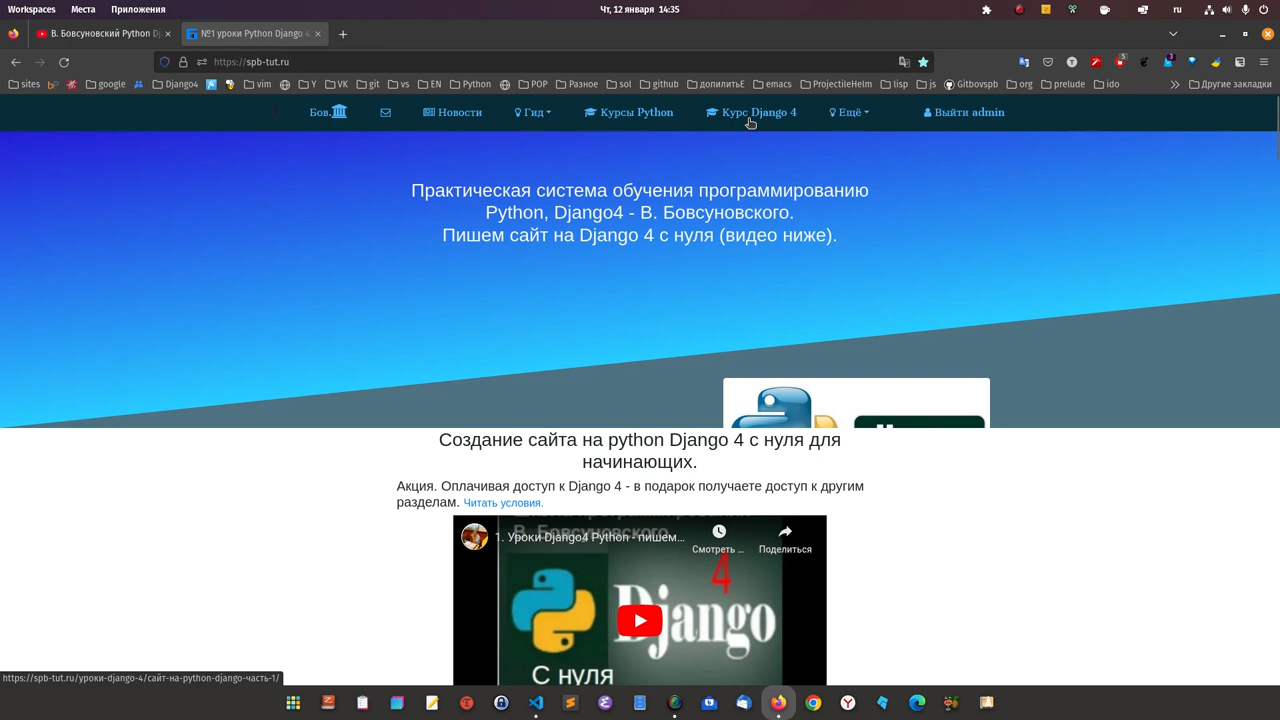 Workspaces Места Приложения Чт, 12 января 14:35 ru
В. Бовсуновский Python Dj №1 уроки Python Django 4
https://spb-tut.ru
sites вр google Django4 vim Y VK git vs EN Python POP Разное sol github допилитьЕ emacs ProjectileHelm lisp js Gitbovspb org prelude ido Другие закладки
Бов. Новости Гид Курсы Python Курс Django 4 Ещё Выйти admin
Практическая система обучения программированию
Python, Django4 - В. Бовсуновского.
Пишем сайт на Django 4 с нуля (видео ниже).
Создание сайта на python Django 4 с нуля для
начинающих.
Акция. Оплачивая доступ к Django 4 - в подарок получаете доступ к другим
разделам. Читать условия.
В. Бовсуновского
1. Уроки Django4 Python - пишем... Смотреть ... Поделиться
4
Django
С нуля
https://spb-tut.ru/уроки-django-4/сайт-на-python-django-часть-1/